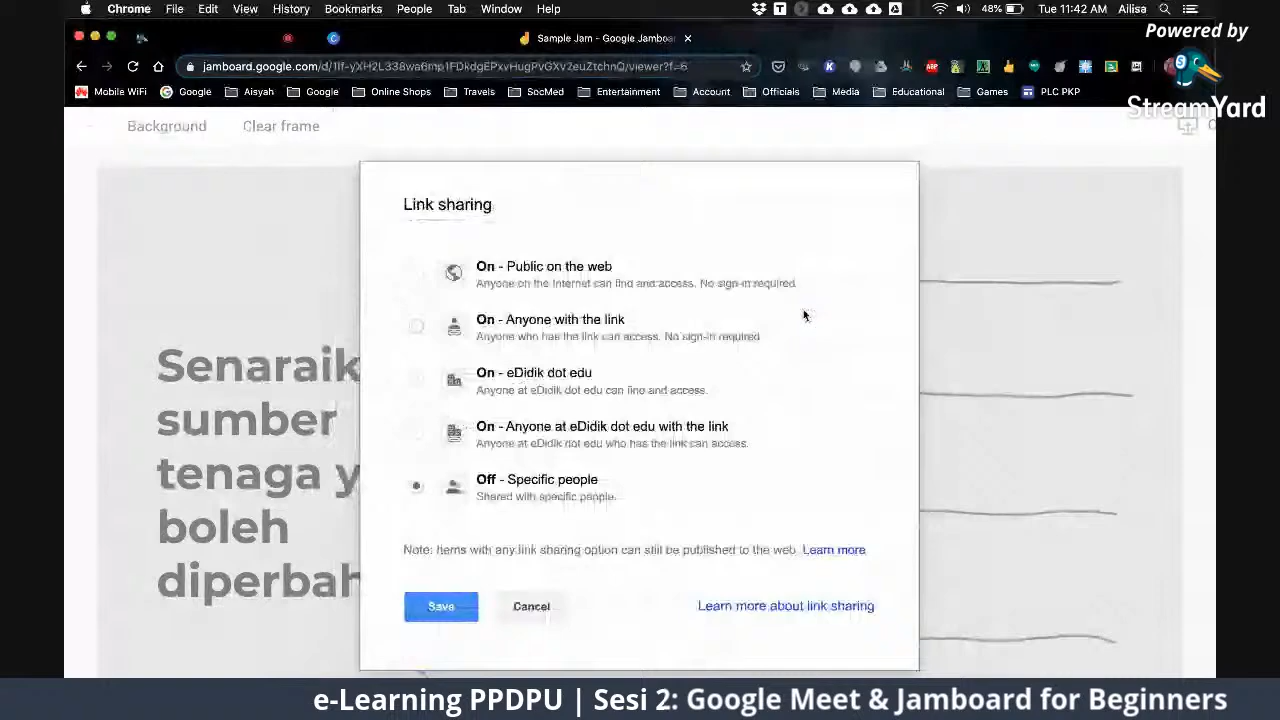 Chrome File Edit View History Bookmarks People Tab Window Help 48% Tue 11:42 AM Ailisa
Powered by
StreamYard
Sample Jam - Google Jamboar
jamboard.google.com
Mobile WiFi Google Aisyah Google Online Shops Travels SocMed Entertainment Account Officials Media Educational Games PLC PKP
Background Clear frame
Link sharing
On - Public on the web
Anyone on the Internet can find and access. No sign-in required.
On - Anyone with the link
Anyone who has the link can access. No sign-in required.
On - eDidik dot edu
Anyone at eDidik dot edu can find and access.
On - Anyone at eDidik dot edu with the link
Anyone at eDidik dot edu who has the link can access.
Off - Specific people
Shared with specific people.
Senaraik
sumber
tenaga y
boleh
diperbah
Note: Items with any link sharing option can still be published to the web. Learn more
Save Cancel Learn more about link sharing
e-Learning PPDPU | Sesi 2: Google Meet & Jamboard for Beginners